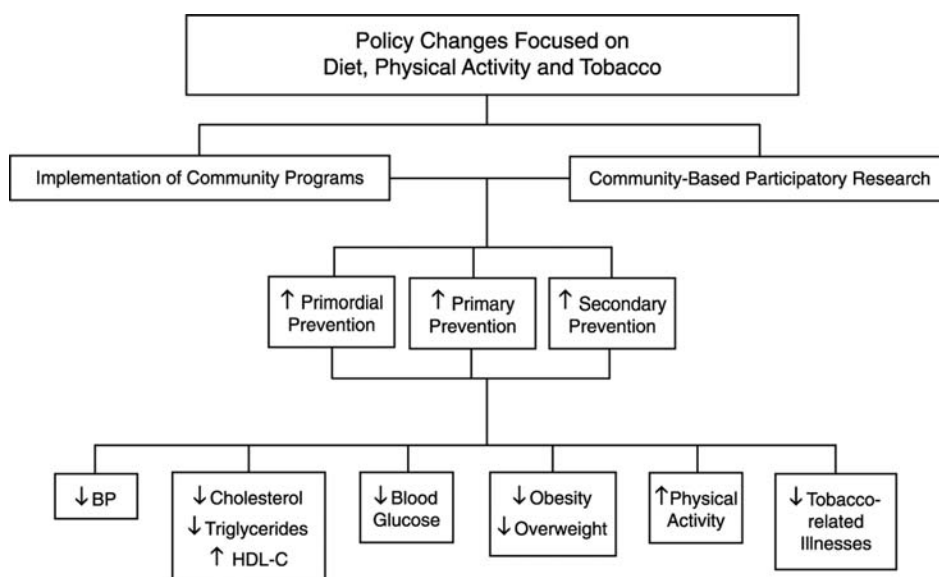 Policy Changes Focused on
Diet, Physical Activity and Tobacco
Implementation of Community Programs
Community-Based Participatory Research
↑ Primordial
Prevention
↑ Primary
Prevention
↑ Secondary
Prevention
↓ BP
↓ Cholesterol
↓ Triglycerides
↑ HDL-C
↓ Blood
Glucose
↓ Obesity
↓ Overweight
↑ Physical
Activity
↓ Tobacco-
related
Illnesses